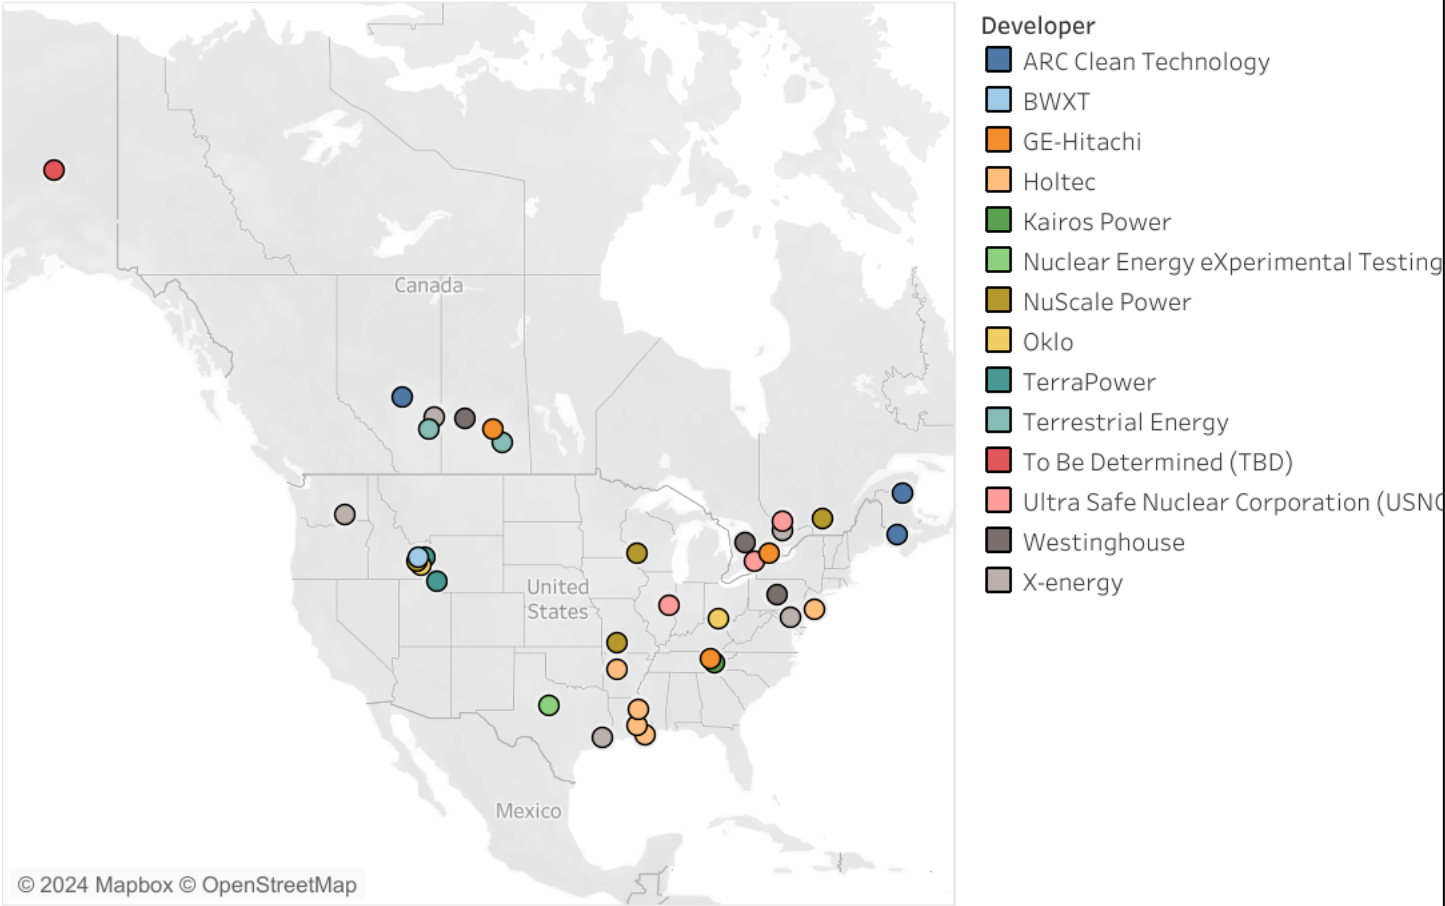 Canada
United
States
Mexico
© 2024 Mapbox © OpenStreetMap
Developer
ARC Clean Technology
BWXT
GE-Hitachi
Holtec
Kairos Power
Nuclear Energy eXperimental Testing
NuScale Power
Oklo
TerraPower
Terrestrial Energy
To Be Determined (TBD)
Ultra Safe Nuclear Corporation (USNC
Westinghouse
X-energy